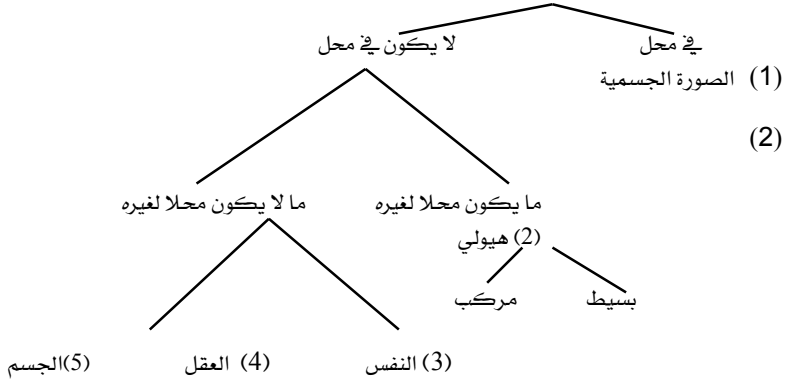 في محل
لا يكون في محل
(1) الصورة الجسمية
(2)
ما يكون محلا لغيره
ما لا يكون محلا لغيره
(2) هيولي
بسيط
مركب
(3) النفس
(4) العقل
(5)الجسم